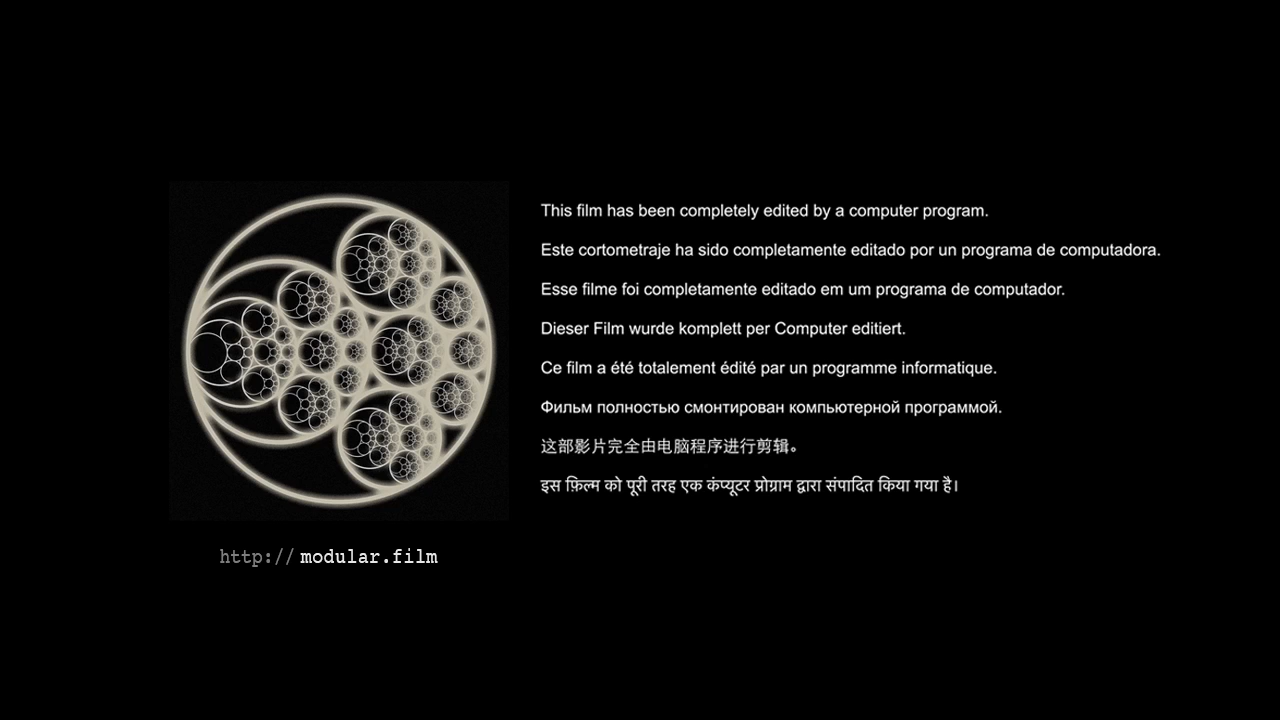 This film has been completely edited by a computer program.
Este cortometraje ha sido completamente editado por un programa de computadora.
Esse filme foi completamente editado em um programa de computador.
Dieser Film wurde komplett per Computer editiert.
Ce film a été totalement édité par un programme informatique.
Фильм полностью смонтирован компьютерной программой.
这部影片完全由电脑程序进行剪辑。
इस फ़िल्म को पूरी तरह एक कंप्यूटर प्रोग्राम द्वारा संपादित किया गया है।
http:// modular.film